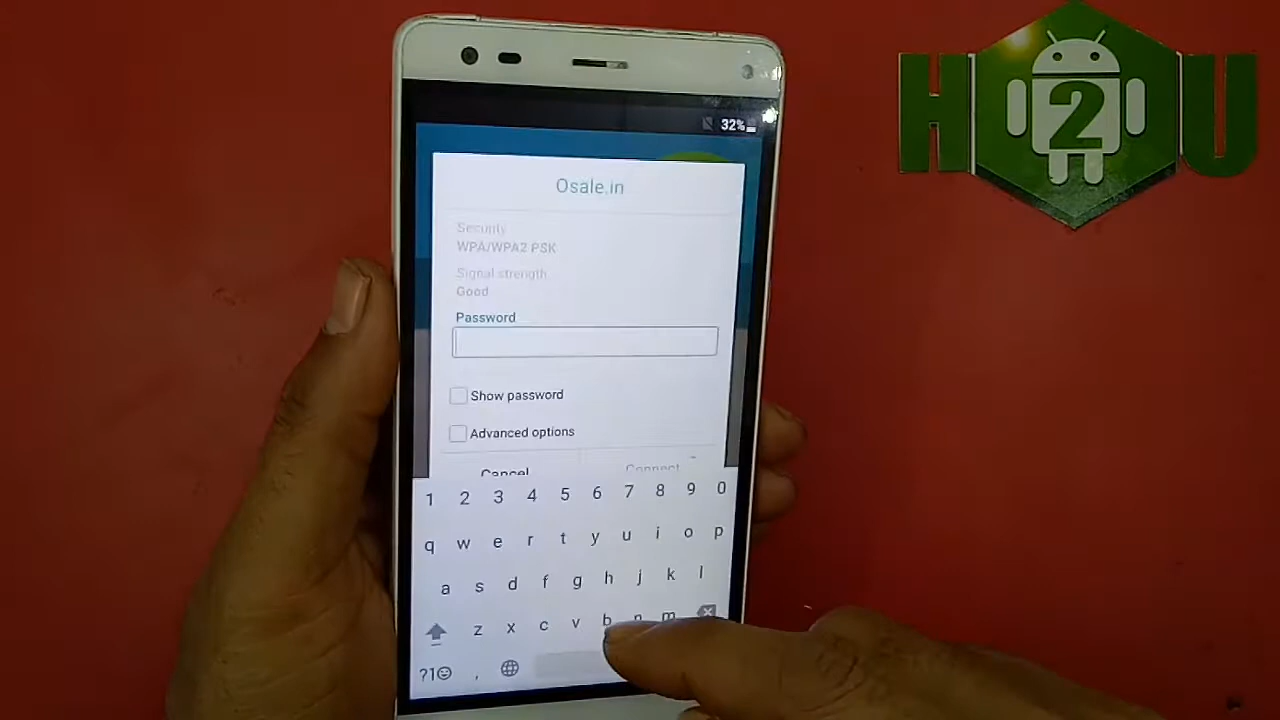 H2U
32%
Osale.in
Security
WPA/WPA2 PSK
Signal strength
Good
Password
Show password
Advanced options
Cancel Connect
1 2 3 4 5 6 7 8 9 0
q w e r t y u i o p
a s d f g h j k l
z x c v b n m
?1☺ ,